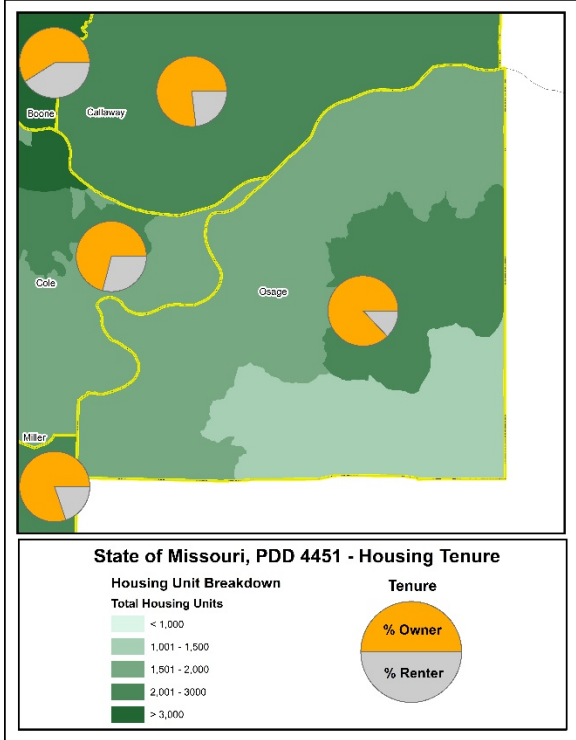 Boone
Callaway
Cole
Osage
Miller
State of Missouri, PDD 4451 - Housing Tenure
Housing Unit Breakdown
Total Housing Units
< 1,000
1,001 - 1,500
1,501 - 2,000
2,001 - 3000
> 3,000
Tenure
% Owner
% Renter